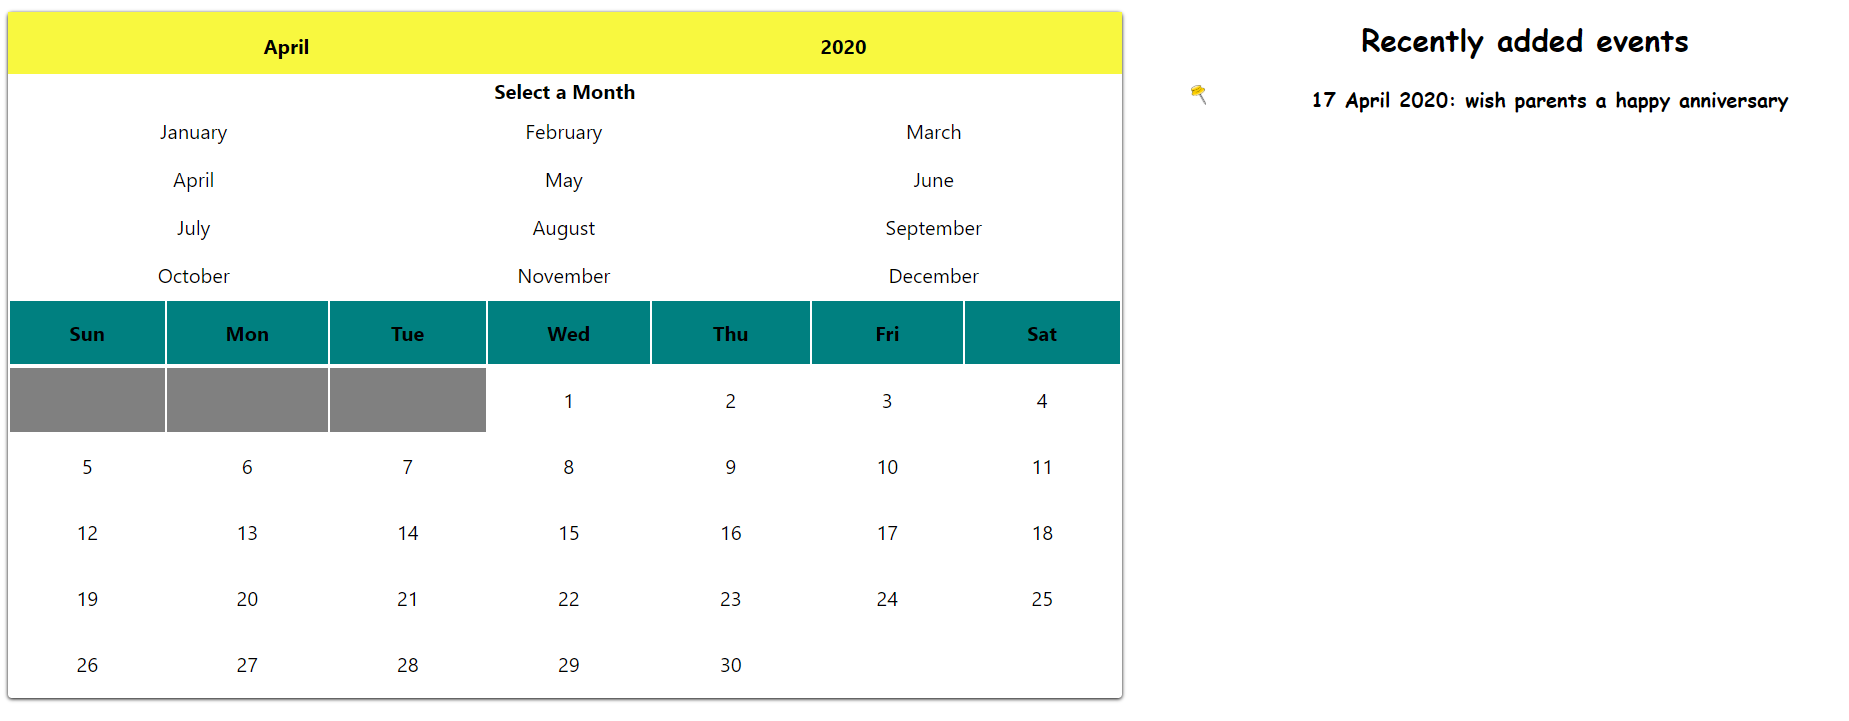 April 2020
Select a Month
January February March
April May June
July August September
October November December
Sun Mon Tue Wed Thu Fri Sat
1 2 3 4
5 6 7 8 9 10 11
12 13 14 15 16 17 18
19 20 21 22 23 24 25
26 27 28 29 30
Recently added events
17 April 2020: wish parents a happy anniversary